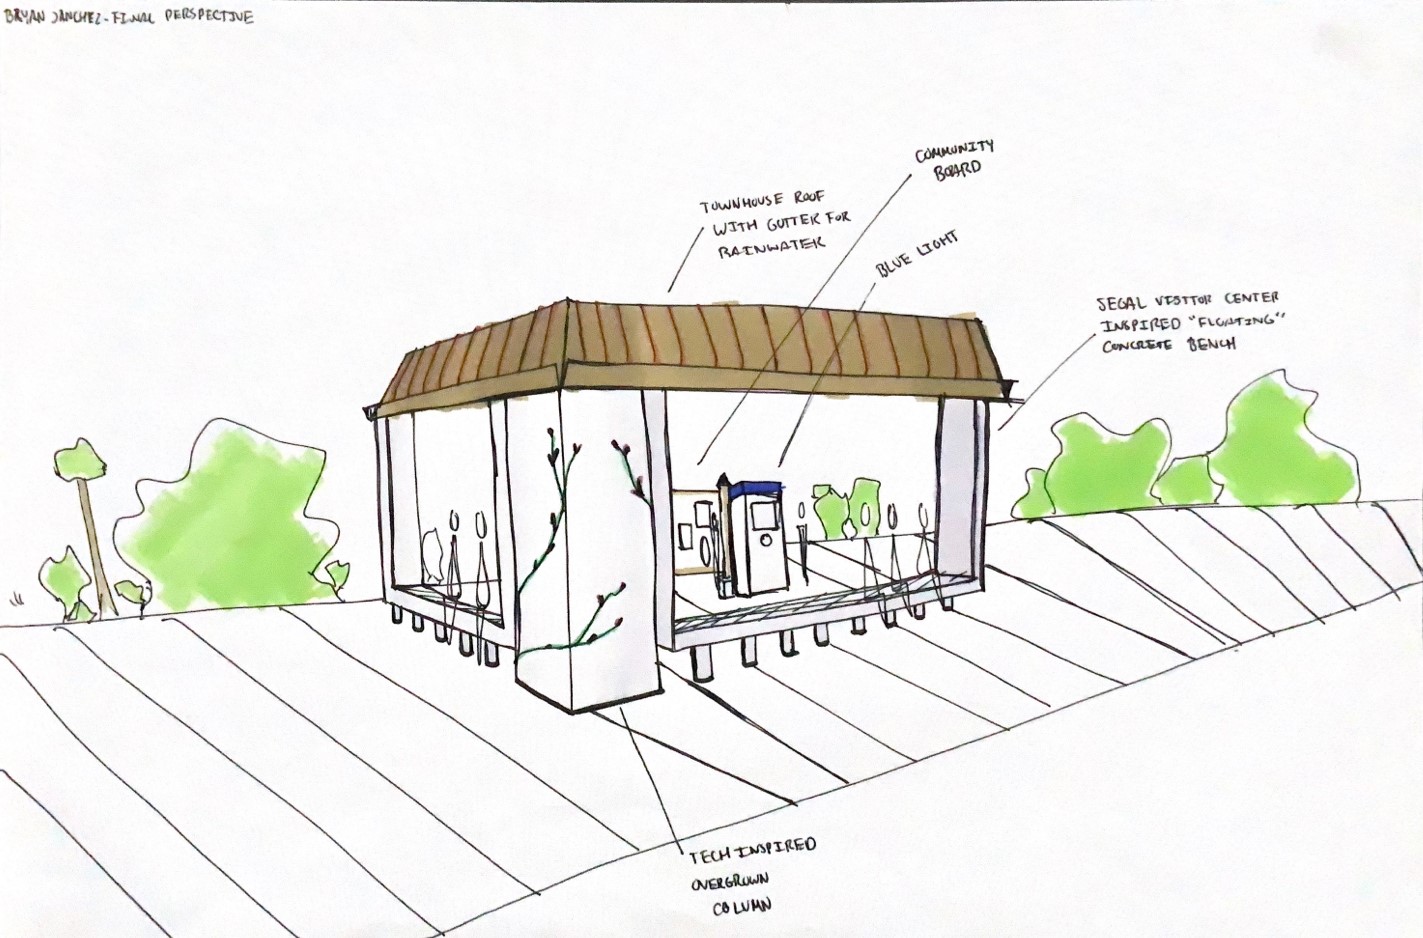 BRYAN SANCHEZ-FINAL PERSPECTIVE
COMMUNITY
BOARD
TOWNHOUSE ROOF
WITH GUTTER FOR
RAINWATER
BLUE LIGHT
SEGAL VISITOR CENTER
INSPIRED "FLOATING"
CONCRETE BENCH
TECH INSPIRED
OVERGROWN
COLUMN